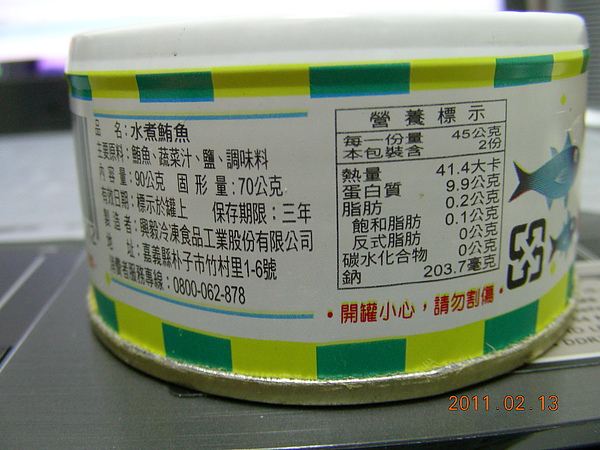 品 名:水煮鮪魚
主要原料:鮪魚、蔬菜汁、鹽、調味料
內 容 量:90公克 固 形 量:70公克
有效日期:標示於罐上 保存期限:三年
製 造 者:興毅冷凍食品工業股份有限公司
地 址:嘉義縣朴子市竹村里1-6號
消費者服務專線:0800-062-878
營養標示
每一份量 45公克
本包裝含 2份
熱量 41.4大卡
蛋白質 9.9公克
脂肪 0.2公克
飽和脂肪 0.1公克
反式脂肪 0公克
碳水化合物 0公克
鈉 203.7毫克
• 開罐小心,請勿割傷 •
2011.02.13